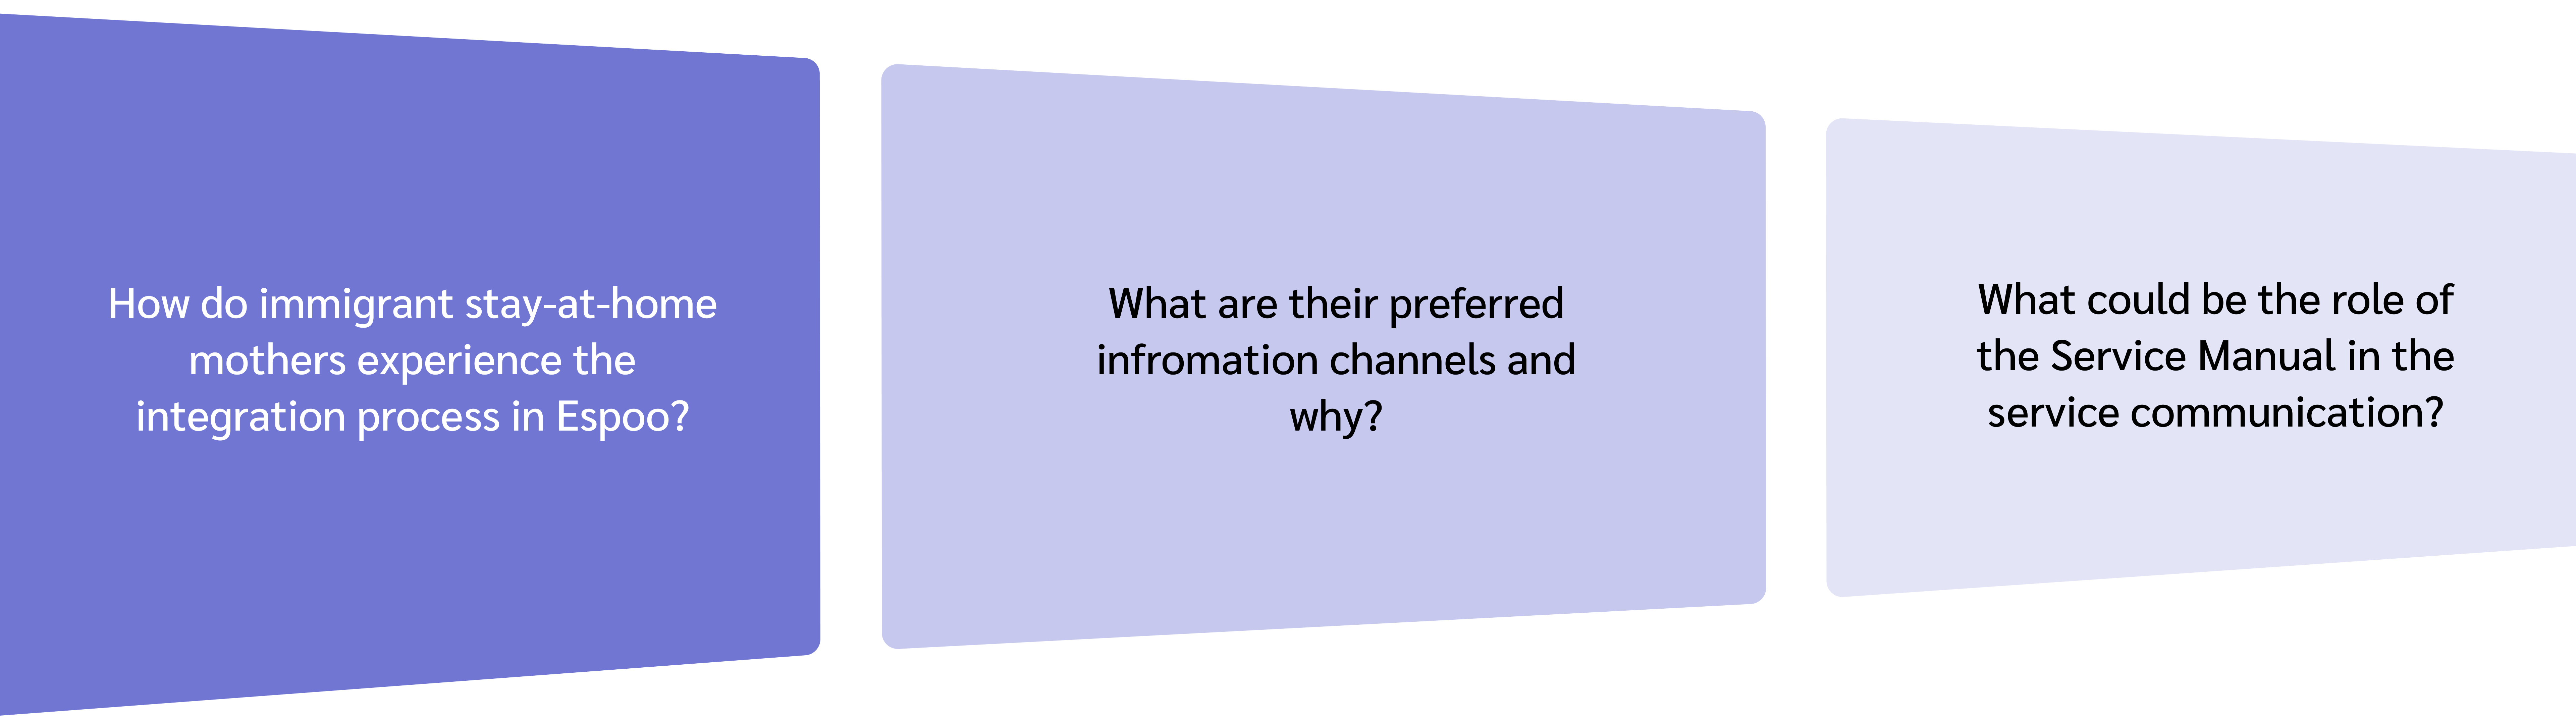 How do immigrant stay-at-home
mothers experience the
integration process in Espoo?
What are their preferred
infromation channels and
why?
What could be the role of
the Service Manual in the
service communication?